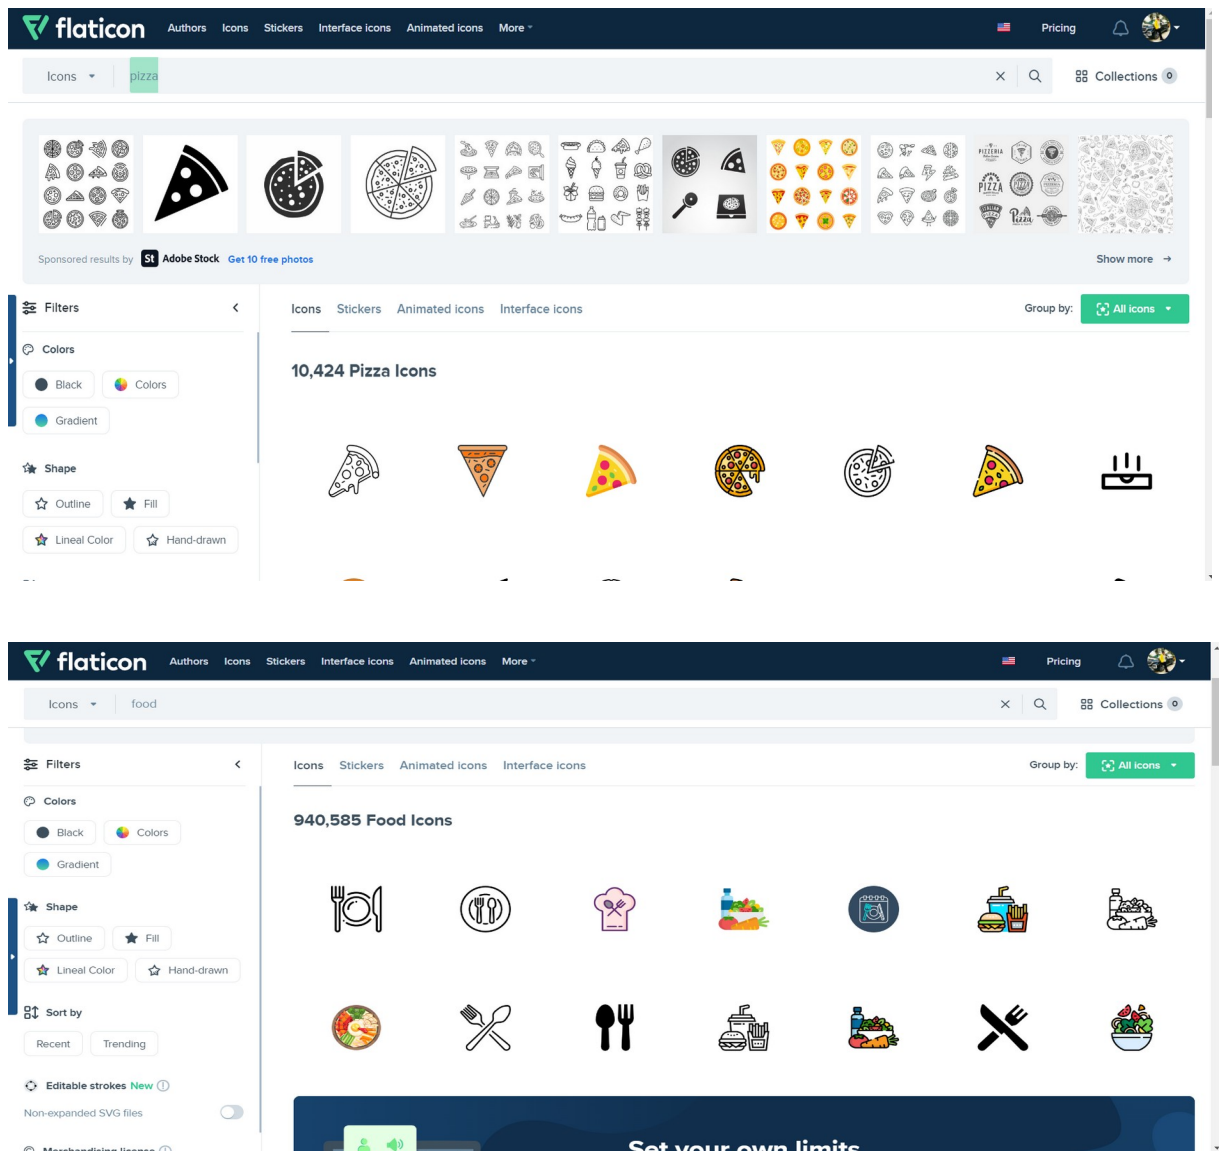 flaticon Authors Icons Stickers Interface icons Animated icons More Pricing
Icons pizza Collections 0
PIZZERIA
PIZZA
Pizza
Sponsored results by St Adobe Stock Get 10 free photos Show more →
Filters Icons Stickers Animated icons Interface icons Group by: All icons
Colors
10,424 Pizza Icons
Black Colors
Gradient
Shape
Outline Fill
Lineal Color Hand-drawn
flaticon Authors Icons Stickers Interface icons Animated icons More Pricing
Icons food Collections 0
Filters Icons Stickers Animated icons Interface icons Group by: All icons
Colors
940,585 Food Icons
Black Colors
Gradient
Shape
Outline Fill
Lineal Color Hand-drawn
Sort by
Recent Trending
Editable strokes New
Non-expanded SVG files
Merchandising license
Set your own limits